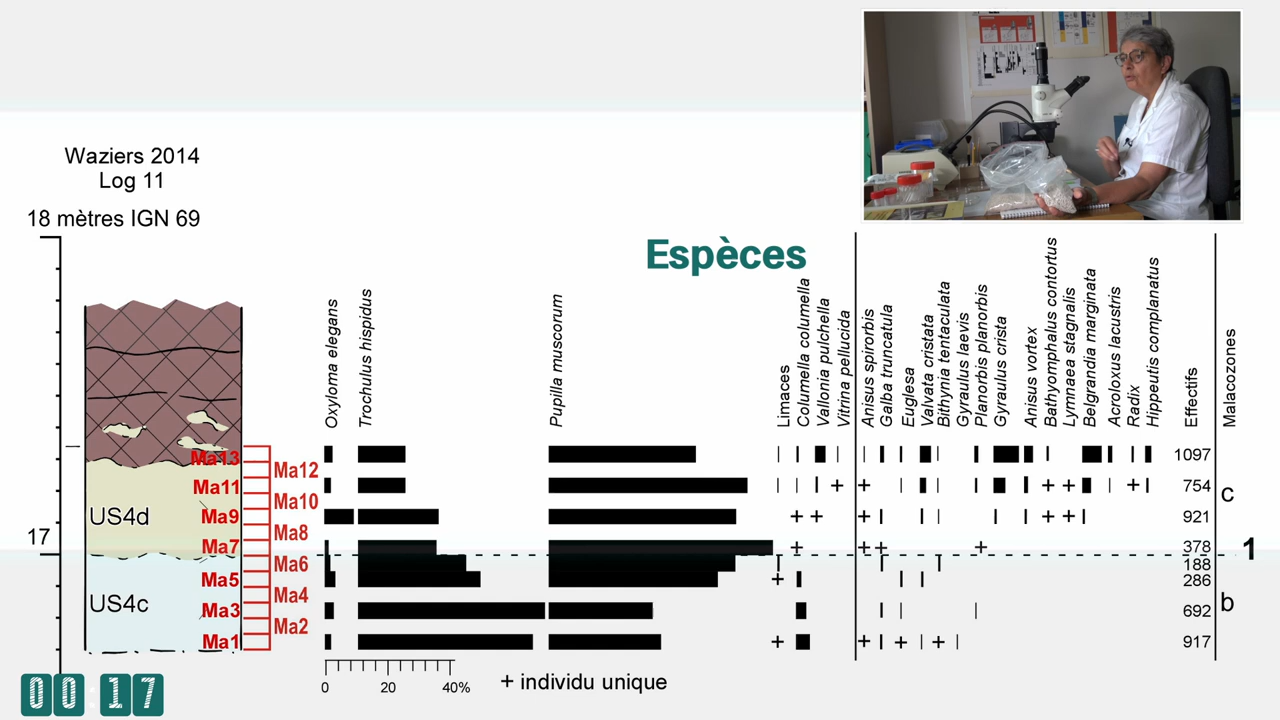 Waziers 2014
Log 11
18 mètres IGN 69
Espèces
Oxyloma elegans
Trochulus hispidus
Pupilla muscorum
Limaces
Columella columella
Vallonia pulchella
Vitrina pellucida
Anisus spirorbis
Galba truncatula
Euglesa
Valvata cristata
Bithynia tentaculata
Gyraulus laevis
Planorbis planorbis
Gyraulus crista
Anisus vortex
Bathyomphalus contortus
Lymnaea stagnalis
Belgrandia marginata
Acroloxus lacustris
Radix
Hippeutis complanatus
Effectifs
Malacozones
Ma13
1097
Ma12
Ma11
754
c
Ma10
US4d
Ma9
921
Ma8
17
Ma7
378
1
Ma6
188
Ma5
286
Ma4
US4c
b
Ma3
692
Ma2
Ma1
917
0
20
40%
+ individu unique
00:17